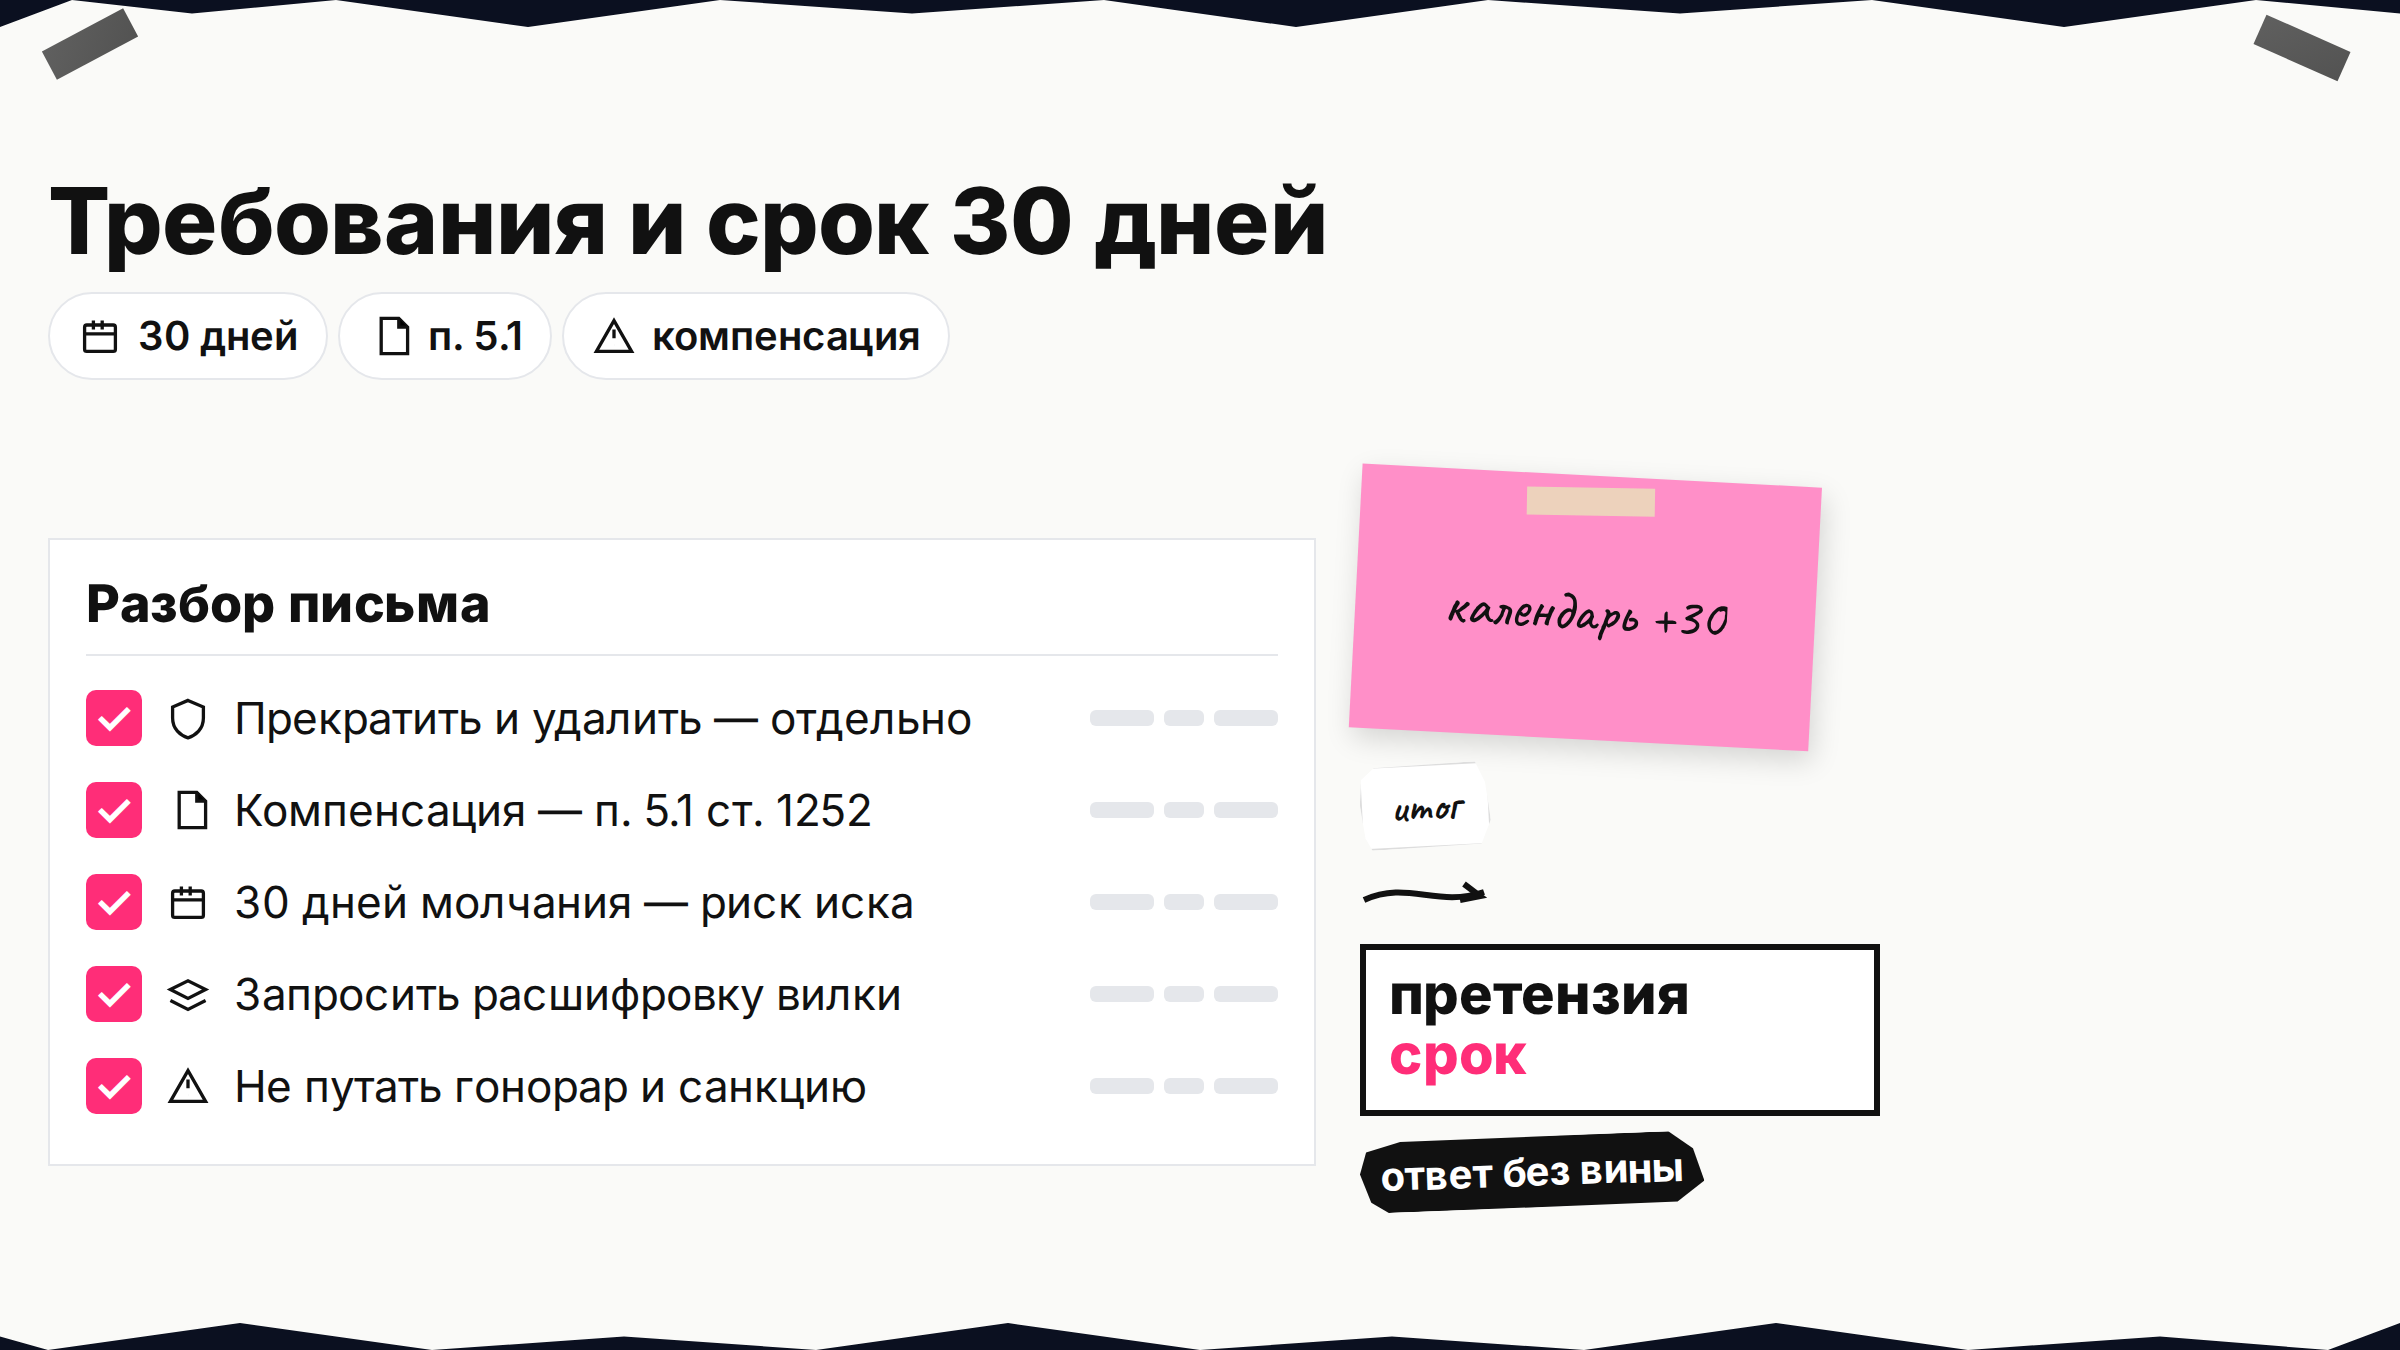 Требования и срок 30 дней
30 дней
п. 5.1
компенсация
Разбор письма
Прекратить и удалить — отдельно
Компенсация — п. 5.1 ст. 1252
30 дней молчания — риск иска
Запросить расшифровку вилки
Не путать гонорар и санкцию
календарь +30
итог
претензия
срок
ответ без вины